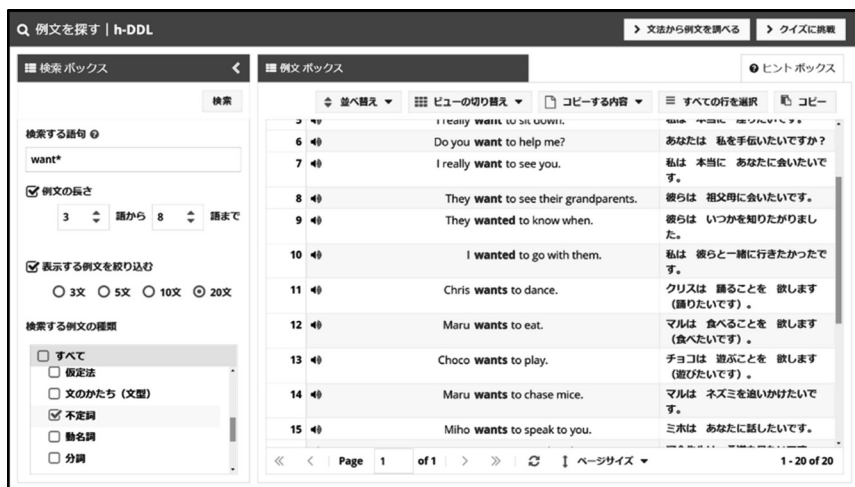 例文を探す | h-DDL
文法から例文を調べる
クイズに挑戦
検索ボックス
検索
検索する語句
want*
例文の長さ
3 語から 8 語まで
表示する例文を絞り込む
3文 5文 10文 20文
検索する例文の種類
すべて
仮定法
文のかたち（文型）
不定詞
動名詞
分詞
例文ボックス
ヒントボックス
並べ替え ビューの切り替え コピーする内容 すべての行を選択 コピー
5 I really want to sit down. 私は 本当に 座りたいです。
6 Do you want to help me? あなたは 私を手伝いたいですか？
7 I really want to see you. 私は 本当に あなたに会いたいで
す。
8 They want to see their grandparents. 彼らは 祖父母に会いたいです。
9 They wanted to know when. 彼らは いつかを知りたがりまし
た。
10 I wanted to go with them. 私は 彼らと一緒に行きたかったで
す。
11 Chris wants to dance. クリスは 踊ることを 欲します
（踊りたいです）。
12 Maru wants to eat. マルは 食べることを 欲します
（食べたいです）。
13 Choco wants to play. チョコは 遊ぶことを 欲します
（遊びたいです）。
14 Maru wants to chase mice. マルは ネズミを追いかけたいで
す。
15 Miho wants to speak to you. ミホは あなたに話したいです。
Page 1 of 1 ページサイズ 1 - 20 of 20